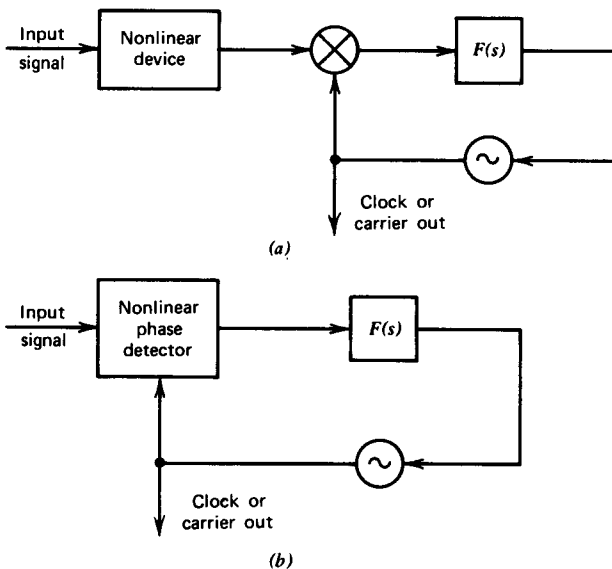 Input
signal
Nonlinear
device
F(s)
~
Clock or
carrier out
(a)
Input
signal
Nonlinear
phase
detector
F(s)
~
Clock or
carrier out
(b)